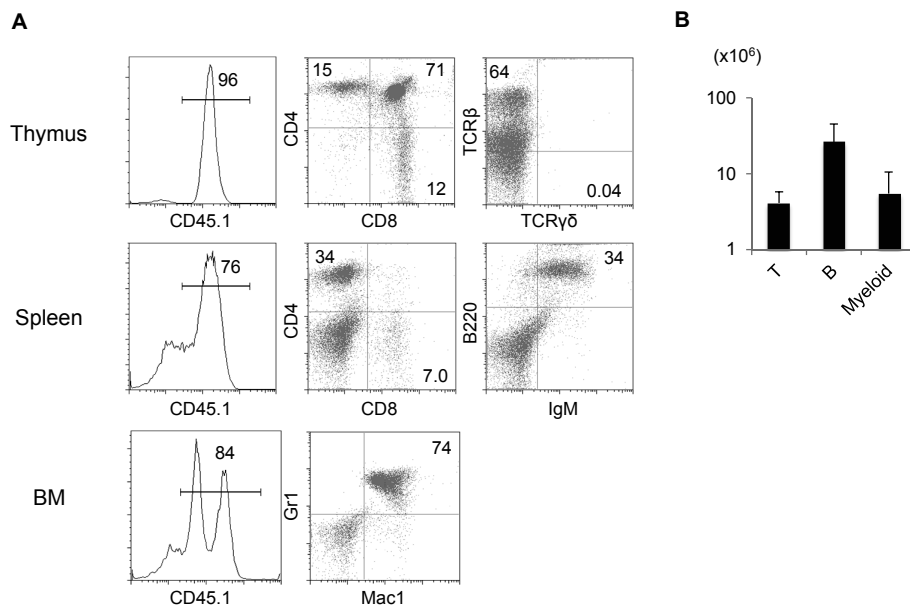 A
B
Thymus
96
CD45.1
15
71
12
CD4
CD8
64
0.04
TCRβ
TCRγδ
Spleen
76
CD45.1
34
7.0
CD4
CD8
34
B220
IgM
BM
84
CD45.1
74
Gr1
Mac1
(x10⁶)
100
10
1
T
B
Myeloid